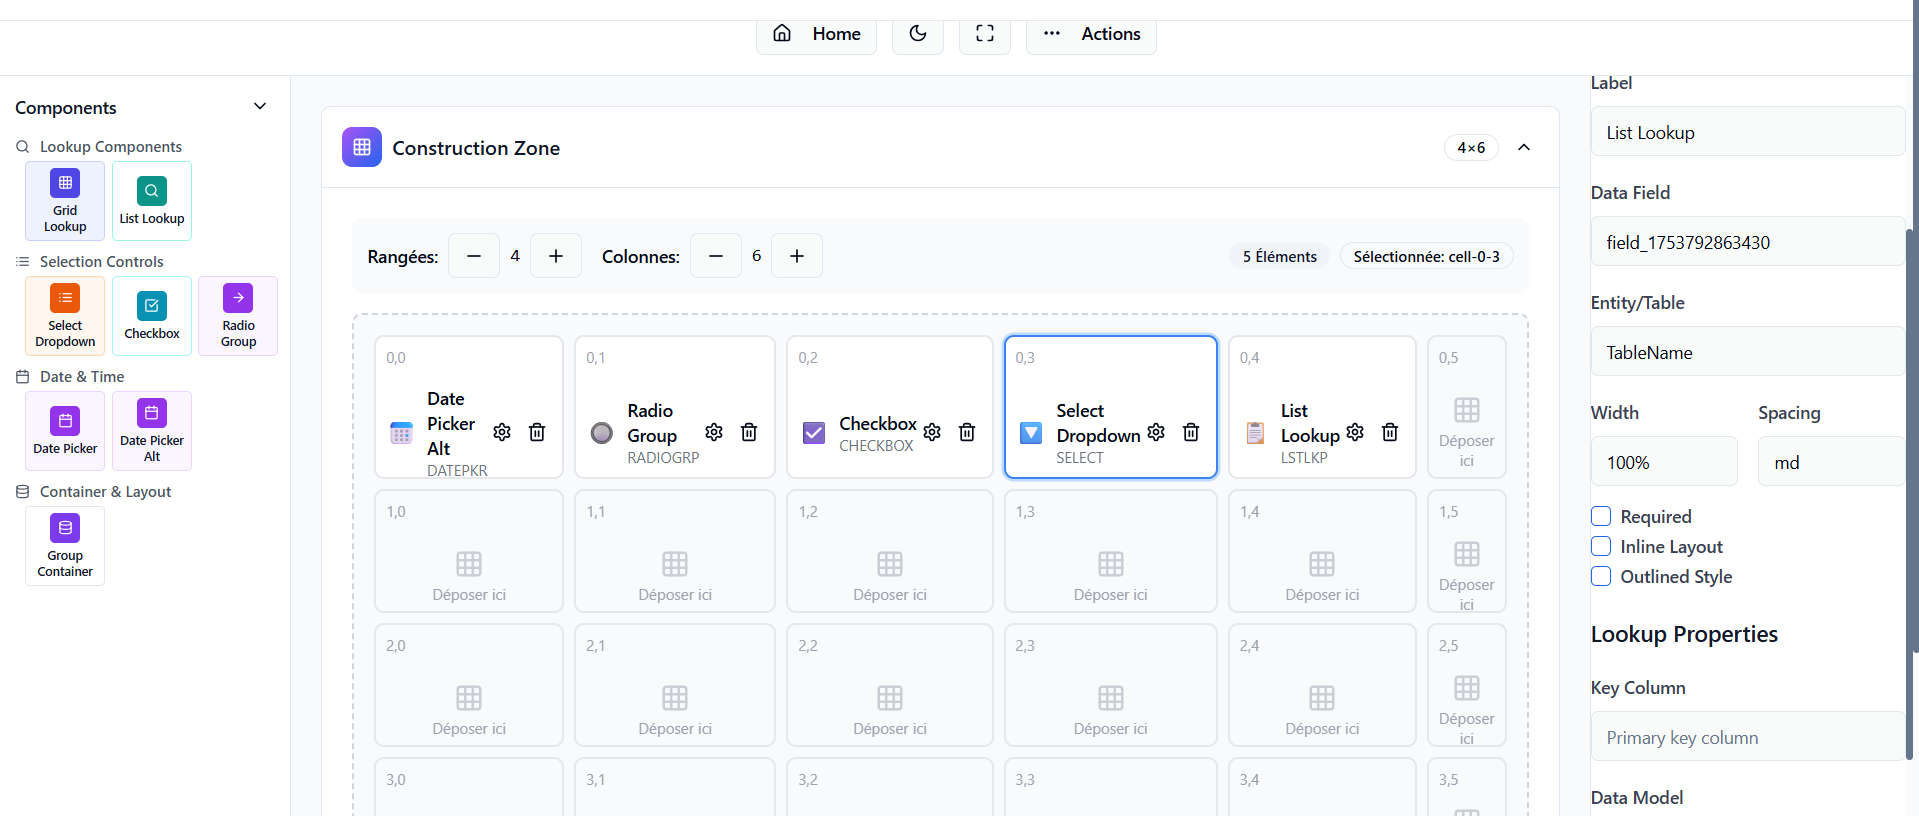 Home
Actions
Components
Lookup Components
Grid
Lookup
List Lookup
Selection Controls
Select
Dropdown
Checkbox
Radio
Group
Date & Time
Date Picker
Date Picker
Alt
Container & Layout
Group
Container
Construction Zone
4×6
Rangées:
4
Colonnes:
6
5 Éléments
Sélectionnée: cell-0-3
0,0
Date
Picker
Alt
DATEPKR
0,1
Radio
Group
RADIOGRP
0,2
Checkbox
CHECKBOX
0,3
Select
Dropdown
SELECT
0,4
List
Lookup
LSTLKP
0,5
Déposer
ici
1,0
Déposer ici
1,1
Déposer ici
1,2
Déposer ici
1,3
Déposer ici
1,4
Déposer ici
1,5
Déposer
ici
2,0
Déposer ici
2,1
Déposer ici
2,2
Déposer ici
2,3
Déposer ici
2,4
Déposer ici
2,5
Déposer
ici
3,0
3,1
3,2
3,3
3,4
3,5
Label
List Lookup
Data Field
field_1753792863430
Entity/Table
TableName
Width
Spacing
100%
md
Required
Inline Layout
Outlined Style
Lookup Properties
Key Column
Primary key column
Data Model